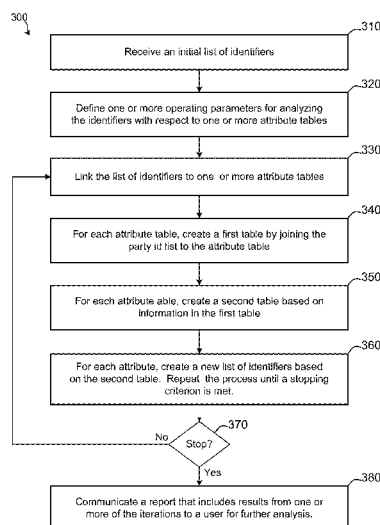 300
310
Receive an initial list of identifiers
320
Define one or more operating parameters for analyzing
the identifiers with respect to one or more attribute tables
330
Link the list of identifiers to one or more attribute tables
340
For each attribute table, create a first table by joining the
party id list to the attribute table
350
For each attribute able, create a second table based on
information in the first table
360
For each attribute, create a new list of identifiers based
on the second table. Repeat the process until a stopping
criterion is met.
370
No
Stop?
Yes
380
Communicate a report that includes results from one or
more of the iterations to a user for further analysis.